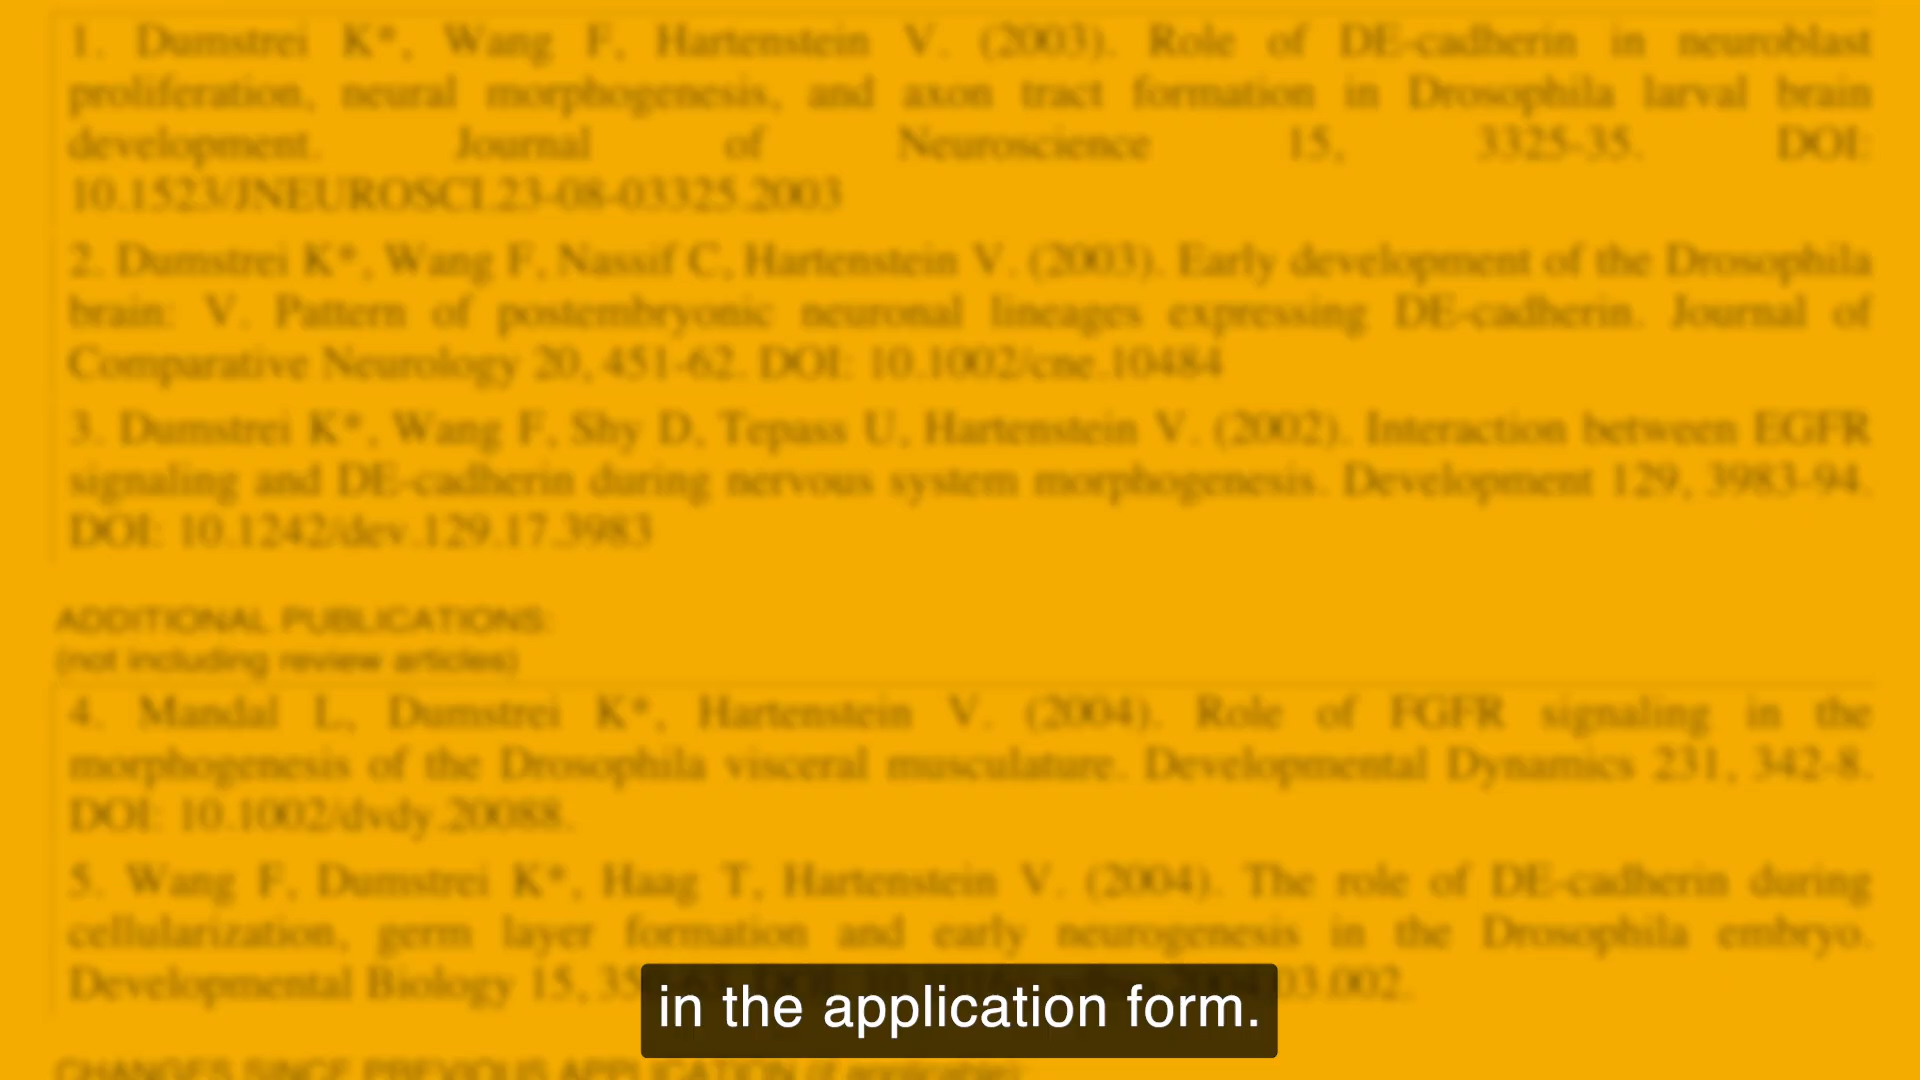 1. Dumstrei K*, Wang F, Hartenstein V. (2003). Role of DE-cadherin in neuroblast
proliferation, neural morphogenesis, and axon tract formation in Drosophila larval brain
development. Journal of Neuroscience 15, 3325-35. DOI:
10.1523/JNEUROSCI.23-08-03325.2003
2. Dumstrei K*, Wang F, Nassif C, Hartenstein V. (2003). Early development of the Drosophila
brain: V. Pattern of postembryonic neuronal lineages expressing DE-cadherin. Journal of
Comparative Neurology 20, 451-62. DOI: 10.1002/cne.10484
3. Dumstrei K*, Wang F, Shy D, Tepass U, Hartenstein V. (2002). Interaction between EGFR
signaling and DE-cadherin during nervous system morphogenesis. Development 129, 3983-94.
DOI: 10.1242/dev.129.17.3983
ADDITIONAL PUBLICATIONS:
(not including review articles)
4. Mandal L, Dumstrei K*, Hartenstein V. (2004). Role of FGFR signaling in the
morphogenesis of the Drosophila visceral musculature. Developmental Dynamics 231, 342-8.
DOI: 10.1002/dvdy.20088.
5. Wang F, Dumstrei K*, Haag T, Hartenstein V. (2004). The role of DE-cadherin during
cellularization, germ layer formation and early neurogenesis in the Drosophila embryo.
Developmental Biology 15,
in the application form.
CHANGES SINCE PREVIOUS APPLICATION (if applicable)